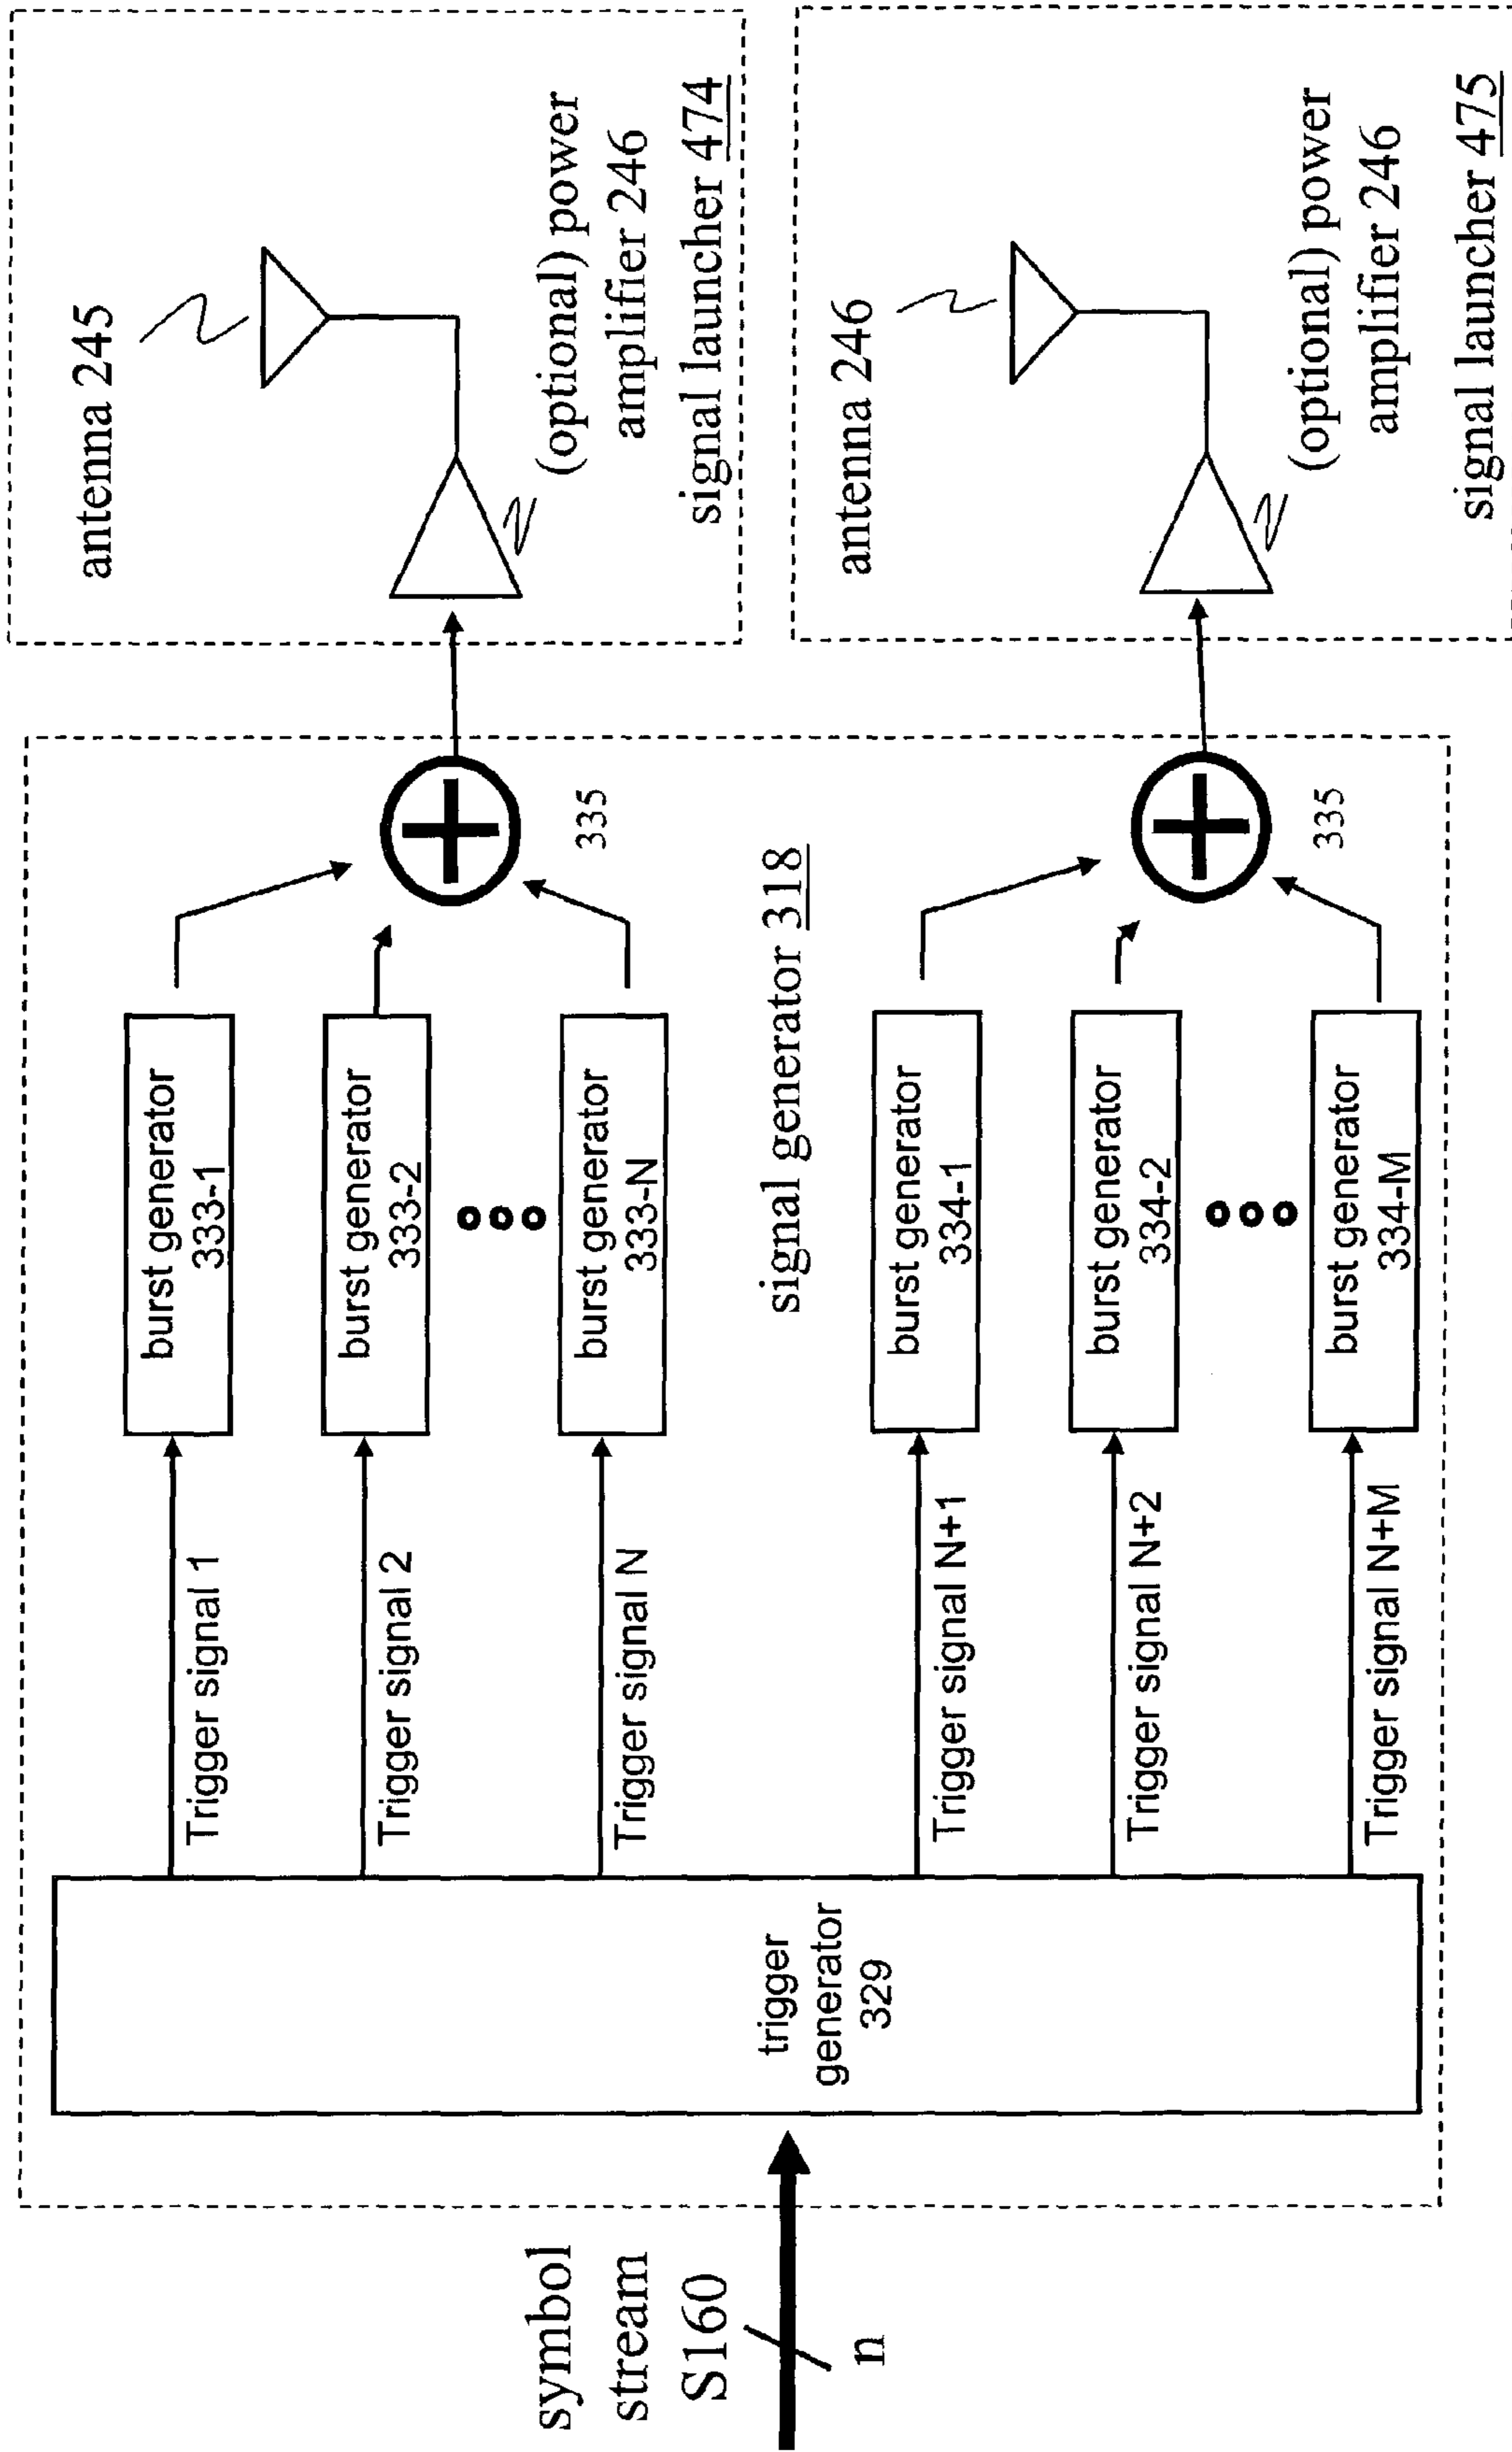 symbol
stream
S160
n
trigger
generator
329
Trigger signal 1
Trigger signal 2
Trigger signal N
Trigger signal N+1
Trigger signal N+2
Trigger signal N+M
burst generator
333-1
burst generator
333-2
burst generator
333-N
signal generator 318
burst generator
334-1
burst generator
334-2
burst generator
334-M
335
335
antenna 245
(optional) power
amplifier 246
signal launcher 474
antenna 246
(optional) power
amplifier 246
signal launcher 475